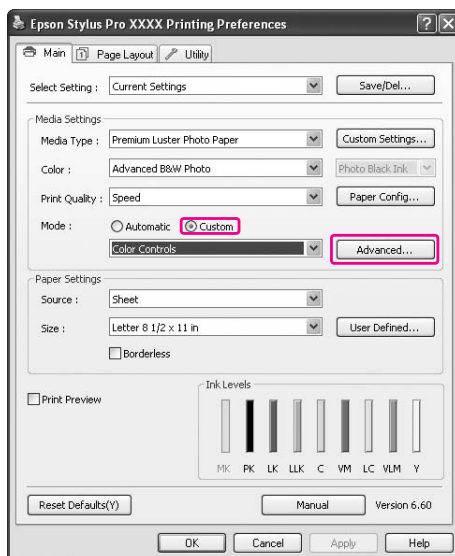 Epson Stylus Pro XXXX Printing Preferences
Main Page Layout Utility
Select Setting : Current Settings Save/Del...
Media Settings
Media Type : Premium Luster Photo Paper Custom Settings...
Color : Advanced B&W Photo Photo Black Ink
Print Quality : Speed Paper Config...
Mode : Automatic Custom
Color Controls Advanced...
Paper Settings
Source : Sheet
Size : Letter 8 1/2 x 11 in User Defined...
Borderless
Print Preview
Ink Levels
MK PK LK LLK C VM LC VLM Y
Reset Defaults(Y) Manual Version 6.60
OK Cancel Apply Help